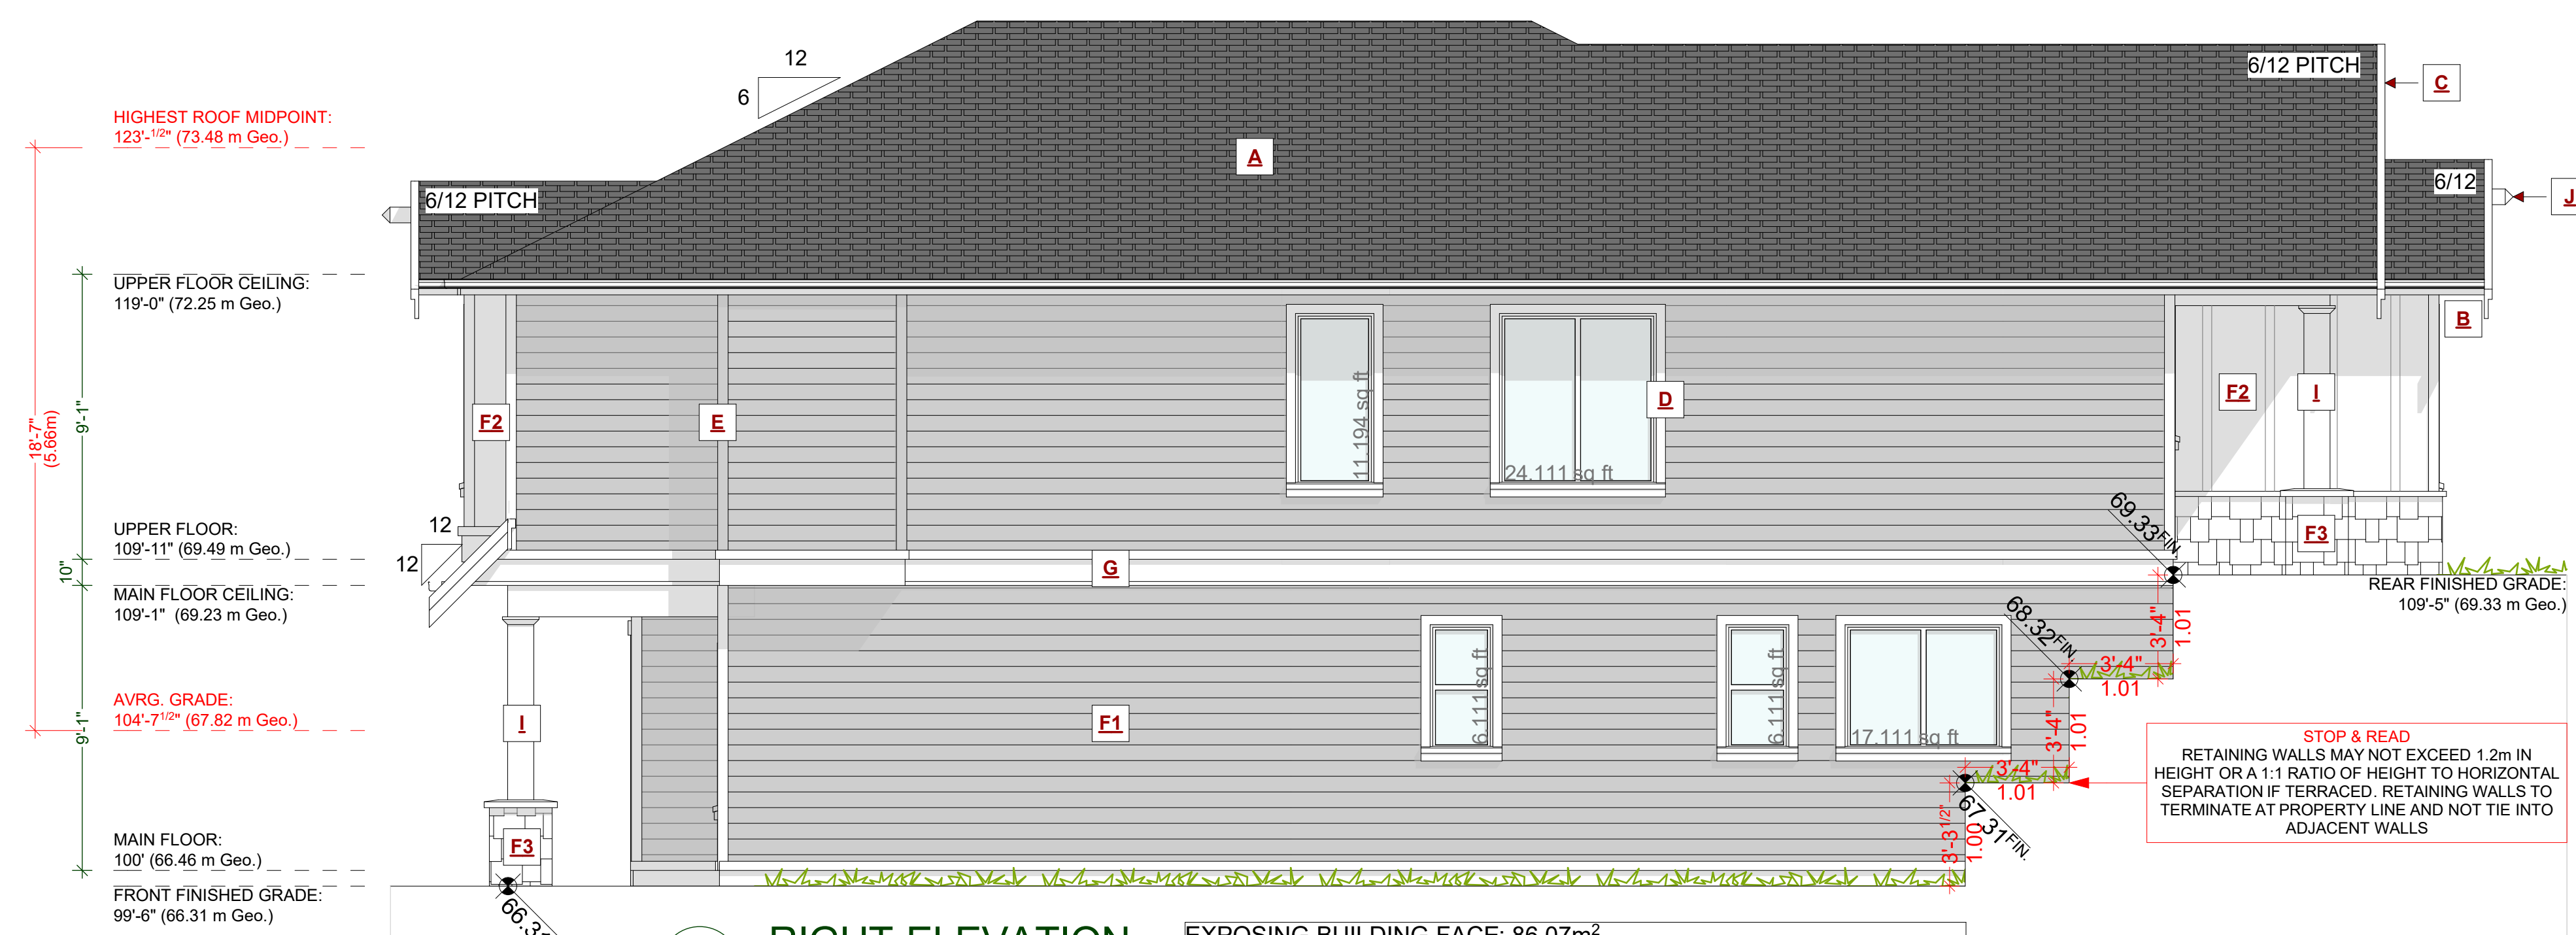 HIGHEST ROOF MIDPOINT:
123'-1/2" (73.48 m Geo.)
UPPER FLOOR CEILING:
119'-0" (72.25 m Geo.)
UPPER FLOOR:
109'-11" (69.49 m Geo.)
MAIN FLOOR CEILING:
109'-1" (69.23 m Geo.)
AVRG. GRADE:
104'-7 1/2" (67.82 m Geo.)
MAIN FLOOR:
100' (66.46 m Geo.)
FRONT FINISHED GRADE:
99'-6" (66.31 m Geo.)
18'-7"
(5.66m)
9'-1"
10"
9'-1"
12
6
6/12 PITCH
6/12 PITCH
6/12
A
C
J
B
F2
E
D
F2
I
F3
G
12
12
I
F3
F1
11.194 sq ft
24.111 sq ft
6.111 sq ft
6.111 sq ft
17.111 sq ft
69.33 FIN.
68.32 FIN.
67.31 FIN.
3'-4"
1.01
3'-4"
1.01
3'-4"
1.01
3'-4"
1.01
3'-3 1/2"
1.00
REAR FINISHED GRADE:
109'-5" (69.33 m Geo.)
STOP & READ
RETAINING WALLS MAY NOT EXCEED 1.2m IN
HEIGHT OR A 1:1 RATIO OF HEIGHT TO HORIZONTAL
SEPARATION IF TERRACED. RETAINING WALLS TO
TERMINATE AT PROPERTY LINE AND NOT TIE INTO
ADJACENT WALLS
RIGHT ELEVATION
EXPOSING BUILDING FACE: 86.07m²